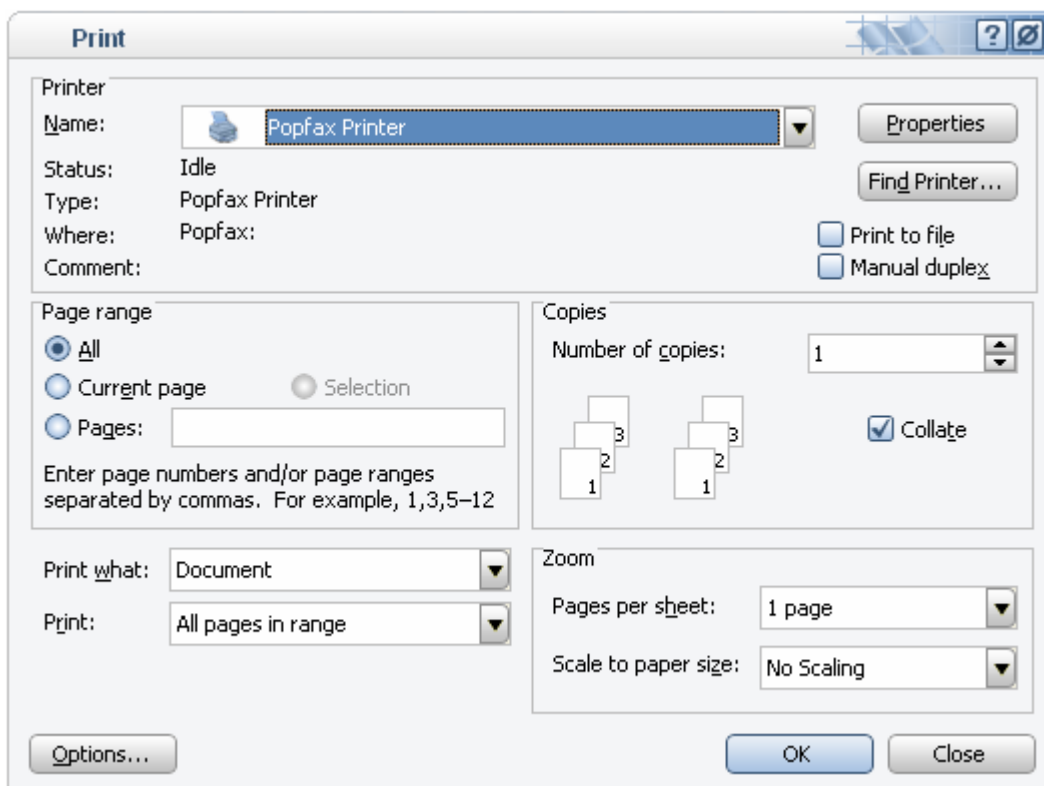 Print
Printer
Name: Popfax Printer
Properties
Status: Idle
Find Printer...
Type: Popfax Printer
Where: Popfax:
Print to file
Comment:
Manual duplex
Page range
All
Current page Selection
Pages:
Enter page numbers and/or page ranges
separated by commas. For example, 1,3,5–12
Copies
Number of copies: 1
3 3
2 2
1 1
Collate
Print what: Document
Print: All pages in range
Zoom
Pages per sheet: 1 page
Scale to paper size: No Scaling
Options...
OK
Close